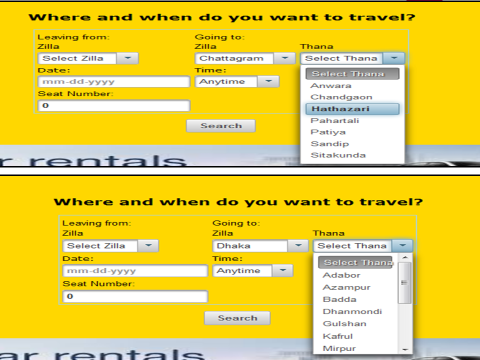 Where and when do you want to travel?
Leaving from: Going to:
Zilla Zilla Thana
Select Zilla Chattagram Select Thana
Date: Time:
mm-dd-yyyy Anytime
Seat Number:
0
Search
Select Thana
Anwara
Chandgaon
Hathazari
Pahartali
Patiya
Sandip
Sitakunda
ar rentals
Where and when do you want to travel?
Leaving from: Going to:
Zilla Zilla Thana
Select Zilla Dhaka Select Thana
Date: Time:
mm-dd-yyyy Anytime
Seat Number:
0
Search
Select Thana
Adabor
Azampur
Badda
Dhanmondi
Gulshan
Kafrul
Mirpur
ar rentals